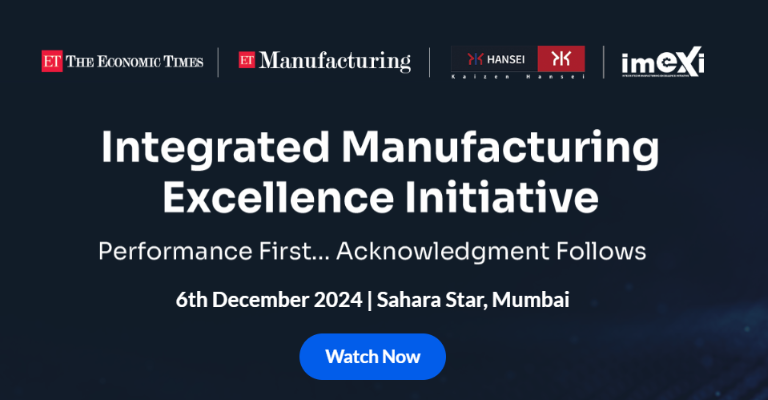 ET THE ECONOMIC TIMES
ET Manufacturing
HANSEI
Kaizen Hansei
imexi
Integrated Manufacturing
Excellence Initiative
Performance First... Acknowledgment Follows
6th December 2024 | Sahara Star, Mumbai
Watch Now